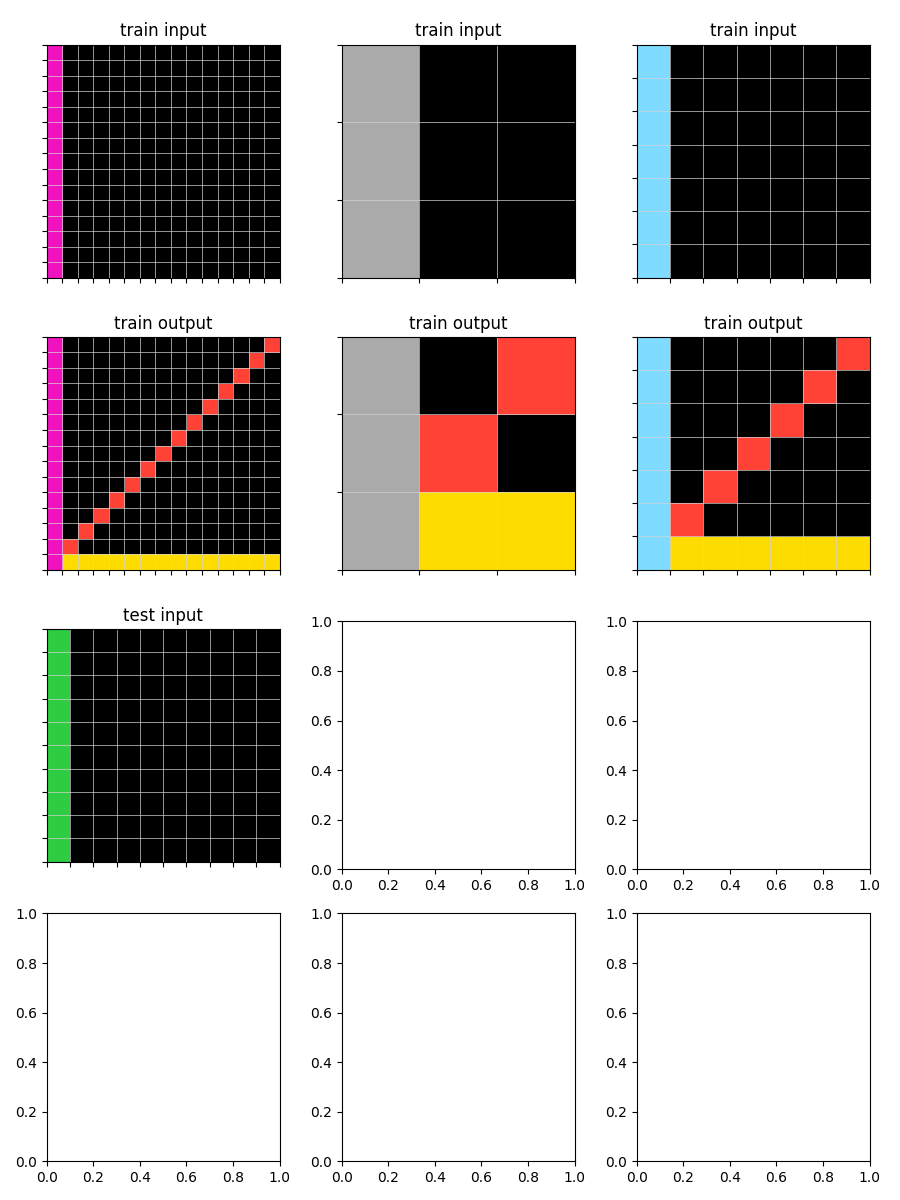 train input train input train input
train output train output train output
test input
1.0 1.0
0.8 0.8
0.6 0.6
0.4 0.4
0.2 0.2
0.0 0.0
0.0 0.2 0.4 0.6 0.8 1.0 0.0 0.2 0.4 0.6 0.8 1.0
1.0 1.0 1.0
0.8 0.8 0.8
0.6 0.6 0.6
0.4 0.4 0.4
0.2 0.2 0.2
0.0 0.0 0.0
0.0 0.2 0.4 0.6 0.8 1.0 0.0 0.2 0.4 0.6 0.8 1.0 0.0 0.2 0.4 0.6 0.8 1.0